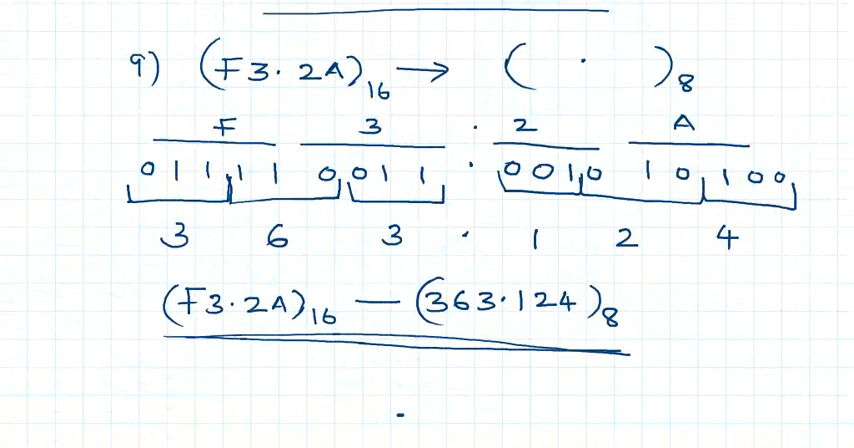 9) (F3.2A)16 → ( . )8
F 3 . 2 A
0 1 1 1 1 0 0 1 1 . 0 0 1 0 1 0 1 0 0
3 6 3 . 1 2 4
(F3.2A)16 — (363.124)8